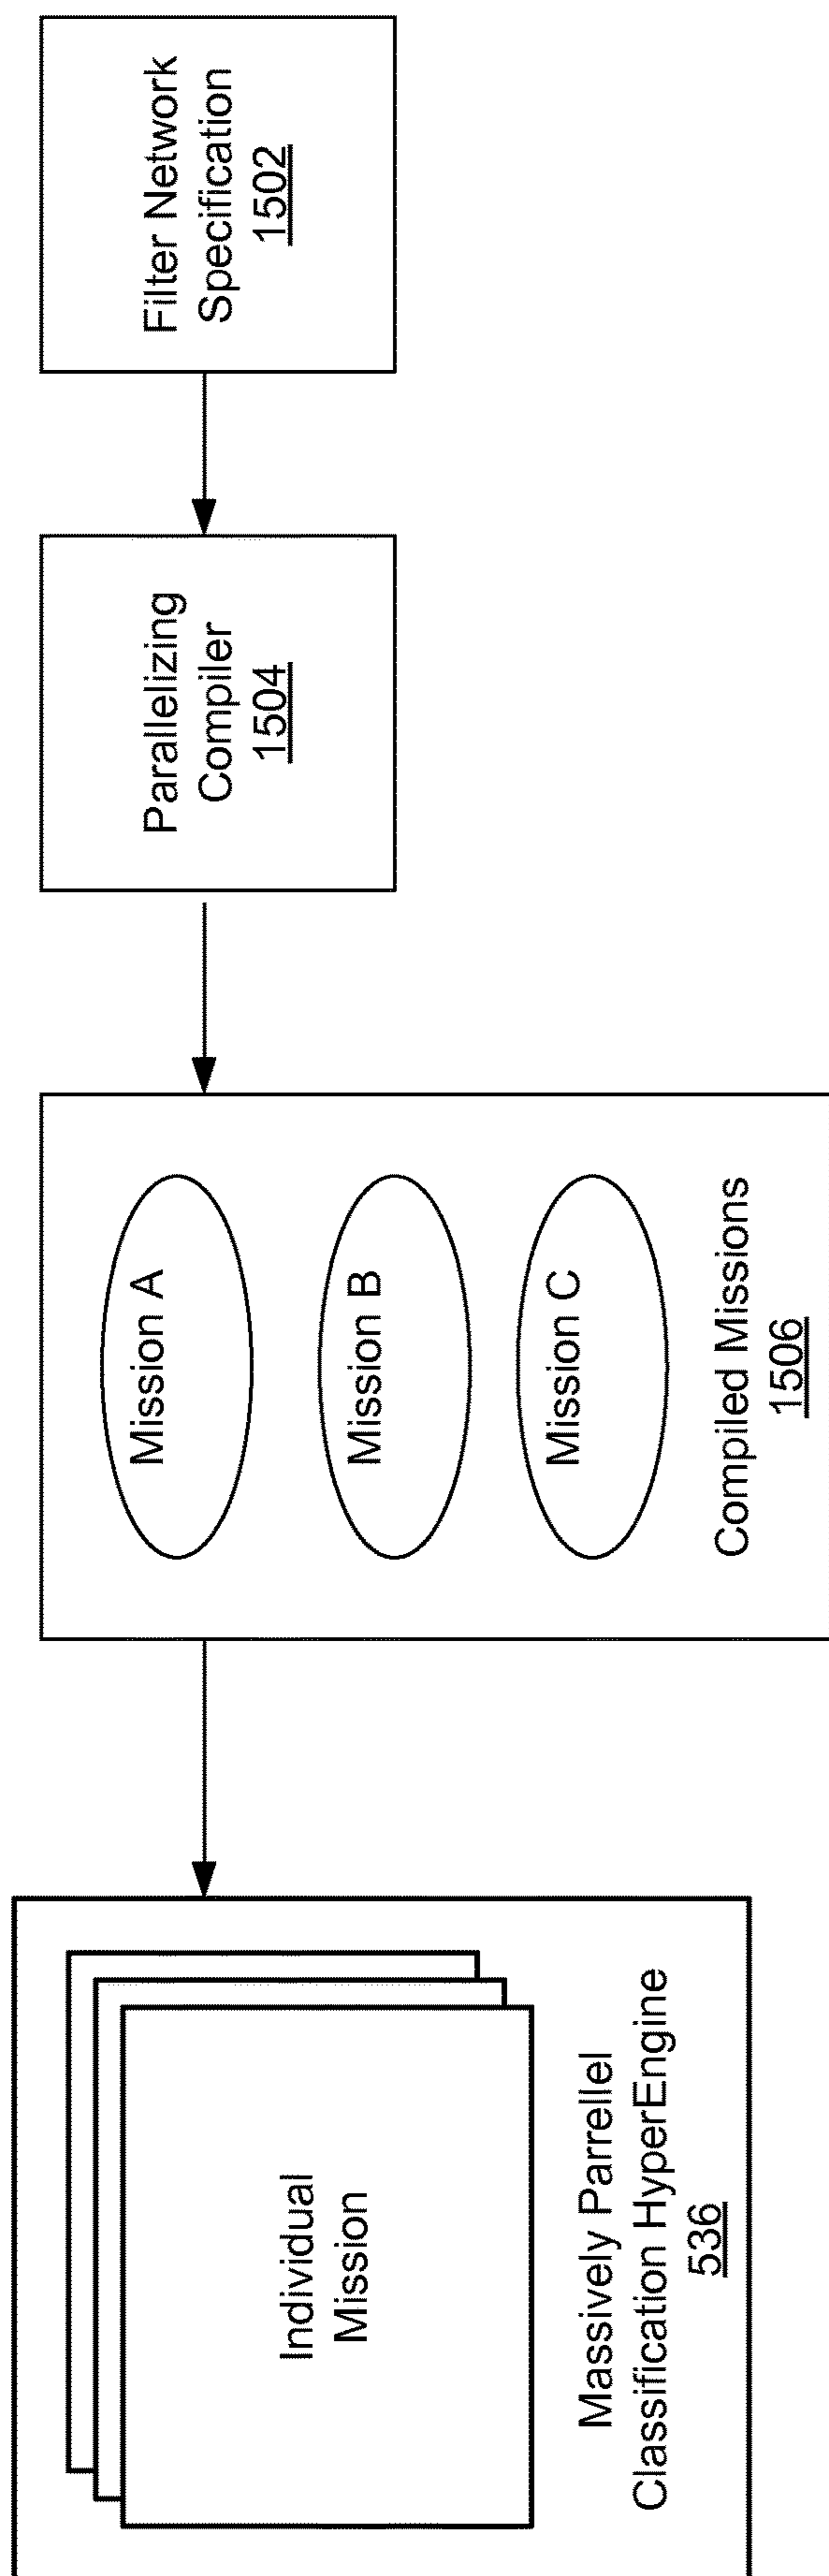 Filter Network
Specification
1502
Parallelizing
Compiler
1504
Mission A
Mission B
Mission C
Compiled Missions
1506
Individual
Mission
Massively Parrellel
Classification HyperEngine
536